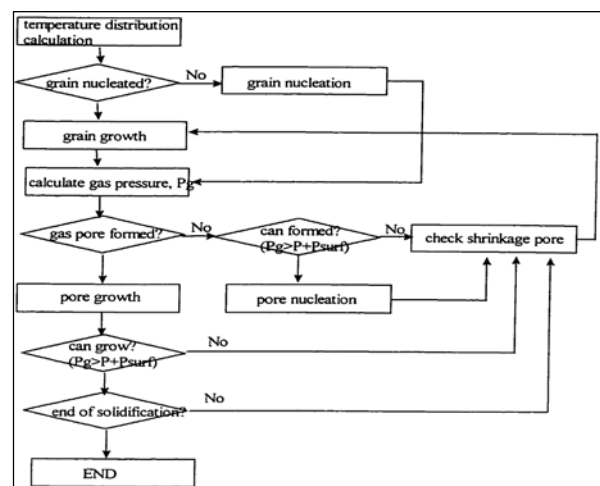 temperature distribution
calculation
grain nucleated?
No
grain nucleation
grain growth
calculate gas pressure, Pg
gas pore formed?
No
can formed?
(Pg>P+Psurf)
No
check shrinkage pore
pore growth
pore nucleation
can grow?
(Pg>P+Psurf)
No
end of solidification?
No
END